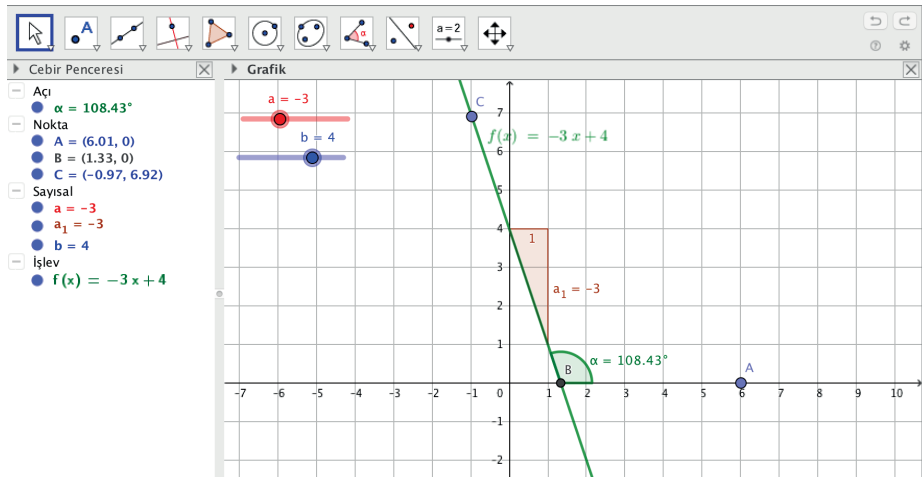 A
α
a=2
Cebir Penceresi
Grafik
Açı
α = 108.43°
Nokta
A = (6.01, 0)
B = (1.33, 0)
C = (-0.97, 6.92)
Sayısal
a = -3
a₁ = -3
b = 4
İşlev
f(x) = -3 x + 4
a = -3
b = 4
C
f(x) = -3 x + 4
1
a₁ = -3
α = 108.43°
B
A
7
6
5
4
3
2
1
-1
-2
-7 -6 -5 -4 -3 -2 -1 0 1 2 3 4 5 6 7 8 9 10